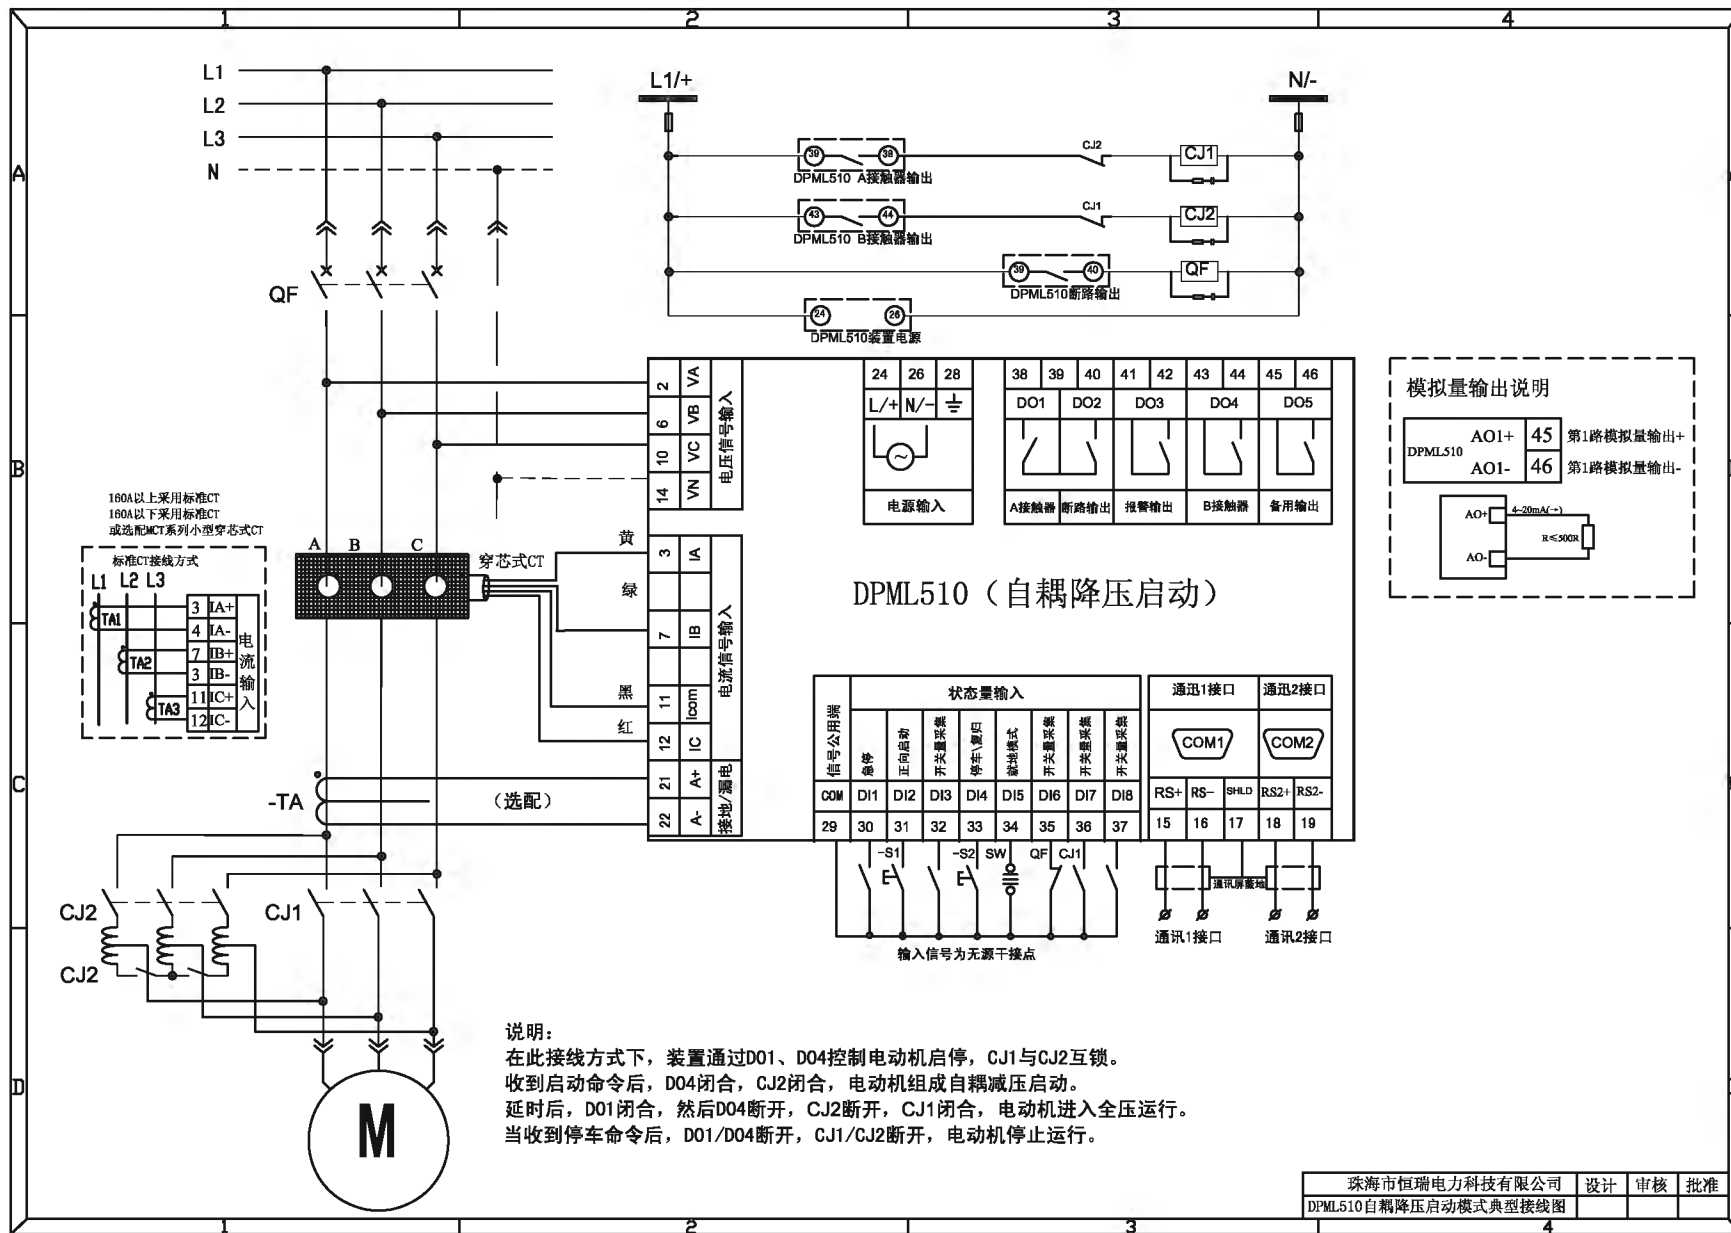 1 2 3 4
A
B
C
D
L1
L2
L3
N
QF
L1/+
N/-
39 38
DPML510 A接触器输出
CJ2
CJ1
43 44
DPML510 B接触器输出
CJ1
CJ2
39 40
DPML510断路输出
QF
24 26
DPML510装置电源
2 VA
6 VB
10 VC
14 VN
电压信号输入
24 26 28
L/+ N/-
~
电源输入
38 39 40 41 42 43 44 45 46
DO1 DO2 DO3 DO4 DO5
A接触器 断路输出 报警输出 B接触器 备用输出
模拟量输出说明
DPML510
AO1+ 45 第1路模拟量输出+
AO1- 46 第1路模拟量输出-
AO+
4~20mA(→)
R≤500R
AO-
160A以上采用标准CT
160A以下采用标准CT
或选配MCT系列小型穿芯式CT
标准CT接线方式
L1 L2 L3
TA1
TA2
TA3
3 IA+
4 IA-
7 IB+
3 IB-
11 IC+
12 IC-
电流输入
A B C
穿芯式CT
黄
绿
黑
红
3 IA
7 IB
11 Icom
12 IC
电流信号输入
21 A+
22 A-
接地/漏电
-TA
(选配)
DPML510（自耦降压启动）
信号公用端
状态量输入
急停
正向启动
开关量采集
停车\复归
就地模式
开关量采集
开关量采集
开关量采集
COM DI1 DI2 DI3 DI4 DI5 DI6 DI7 DI8
29 30 31 32 33 34 35 36 37
通迅1接口 通迅2接口
COM1 COM2
RS+ RS- SHLD RS2+ RS2-
15 16 17 18 19
-S1
-S2
SW
QF
CJ1
输入信号为无源干接点
通讯屏蔽地
通讯1接口
通讯2接口
CJ2
CJ2
CJ1
M
说明：
在此接线方式下，装置通过DO1、DO4控制电动机启停，CJ1与CJ2互锁。
收到启动命令后，DO4闭合，CJ2闭合，电动机组成自耦减压启动。
延时后，DO1闭合，然后DO4断开，CJ2断开，CJ1闭合，电动机进入全压运行。
当收到停车命令后，DO1/DO4断开，CJ1/CJ2断开，电动机停止运行。
珠海市恒瑞电力科技有限公司 设计 审核 批准
DPML510自耦降压启动模式典型接线图
1 2 3 4